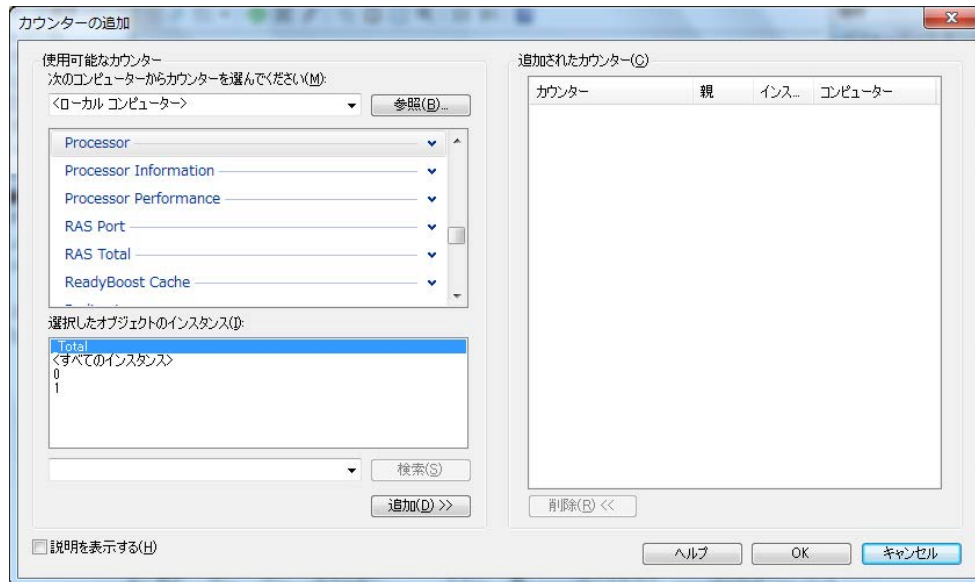 カウンターの追加
使用可能なカウンター
次のコンピューターからカウンターを選んでください(M):
<ローカル コンピューター>
参照(B)...
Processor
Processor Information
Processor Performance
RAS Port
RAS Total
ReadyBoost Cache
選択したオブジェクトのインスタンス(I):
_Total
<すべてのインスタンス>
0
1
検索(S)
追加(D) >>
説明を表示する(H)
追加されたカウンター(C)
カウンター 親 インス... コンピューター
削除(R) <<
ヘルプ OK キャンセル